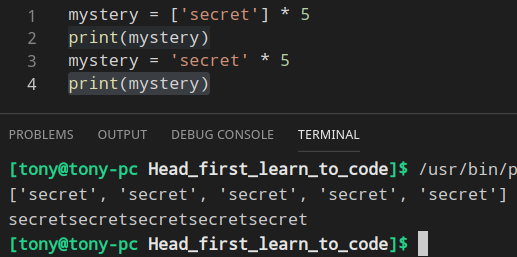 1 mystery = ['secret'] * 5
2 print(mystery)
3 mystery = 'secret' * 5
4 print(mystery)
PROBLEMS OUTPUT DEBUG CONSOLE TERMINAL
[tony@tony-pc Head_first_learn_to_code]$ /usr/bin/p
['secret', 'secret', 'secret', 'secret', 'secret']
secretsecretsecretsecretsecret
[tony@tony-pc Head_first_learn_to_code]$